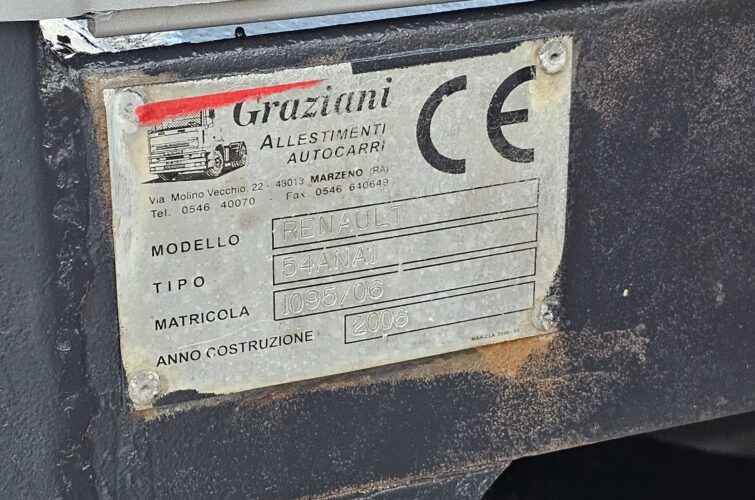 Graziani
ALLESTIMENTI
AUTOCARRI
CE
Via Molino Vecchio, 22 - 48013 MARZENO (RA)
Tel. 0546 40070 - Fax 0546 640649
MODELLO RENAULT
TIPO 54ANA1
MATRICOLA 1095/06
ANNO COSTRUZIONE 2006